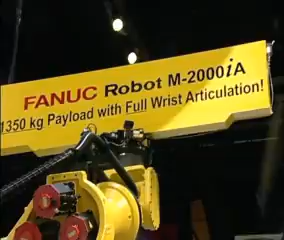 FANUC Robot M-2000iA
1350 kg Payload with Full Wrist Articulation!